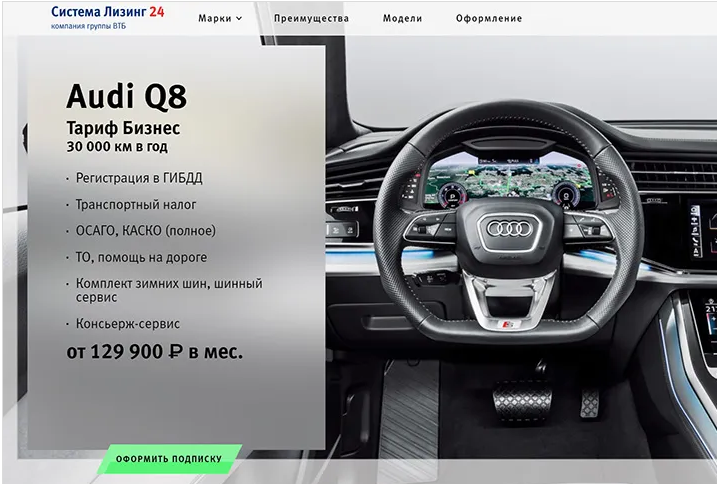 Система Лизинг 24
компания группы ВТБ
Марки
Преимущества
Модели
Оформление
Audi Q8
Тариф Бизнес
30 000 км в год
· Регистрация в ГИБДД
· Транспортный налог
· ОСАГО, КАСКО (полное)
· ТО, помощь на дороге
· Комплект зимних шин, шинный
сервис
· Консьерж-сервис
от 129 900 ₽ в мес.
ОФОРМИТЬ ПОДПИСКУ